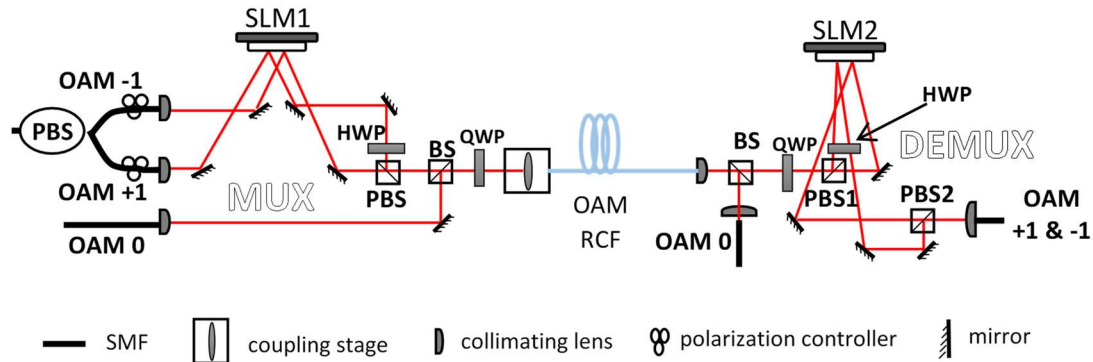 SLM1
SLM2
OAM -1
HWP
PBS
HWP
QWP
BS
BS
QWP
DEMUX
OAM +1
MUX
PBS
PBS1
PBS2
OAM
RCF
OAM 0
OAM 0
OAM
+1 & -1
SMF
coupling stage
collimating lens
polarization controller
mirror